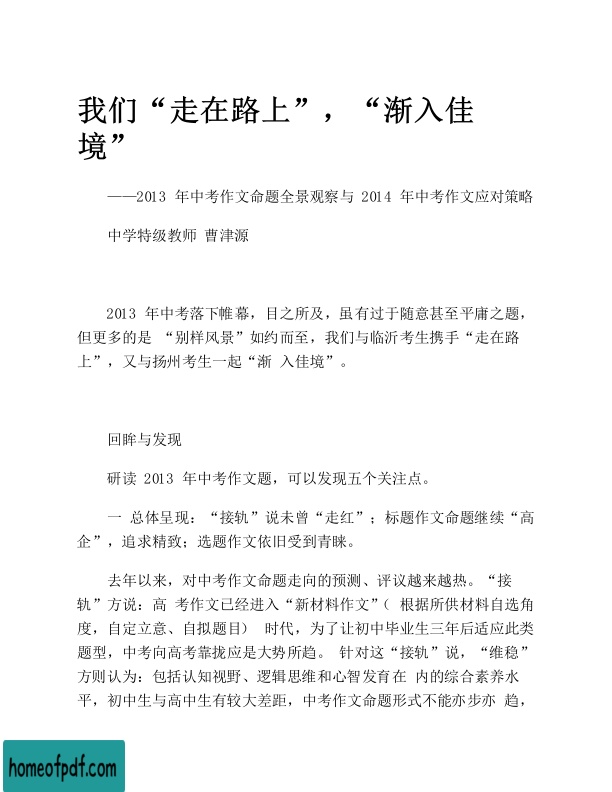 我们“走在路上”，“渐入佳
境”
——2013 年中考作文命题全景观察与 2014 年中考作文应对策略
中学特级教师 曹津源
2013 年中考落下帷幕，目之所及，虽有过于随意甚至平庸之题，
但更多的是 “别样风景”如约而至，我们与临沂考生携手“走在路
上”，又与扬州考生一起“渐 入佳境”。
回眸与发现
研读 2013 年中考作文题，可以发现五个关注点。
一 总体呈现：“接轨”说未曾“走红”；标题作文命题继续“高
企”，追求精致；选题作文依旧受到青睐。
去年以来，对中考作文命题走向的预测、评议越来越热。“接
轨”方说：高 考作文已经进入“新材料作文”（ 根据所供材料自选角
度，自定立意、自拟题目） 时代，为了让初中毕业生三年后适应此类
题型，中考向高考靠拢应是大势所趋。 针对这“接轨”说，“维稳”
方则认为：包括认知视野、逻辑思维和心智发育在 内的综合素养水
平，初中生与高中生有较大差距，中考作文命题形式不能亦步亦 趋，
homeofpdf.com